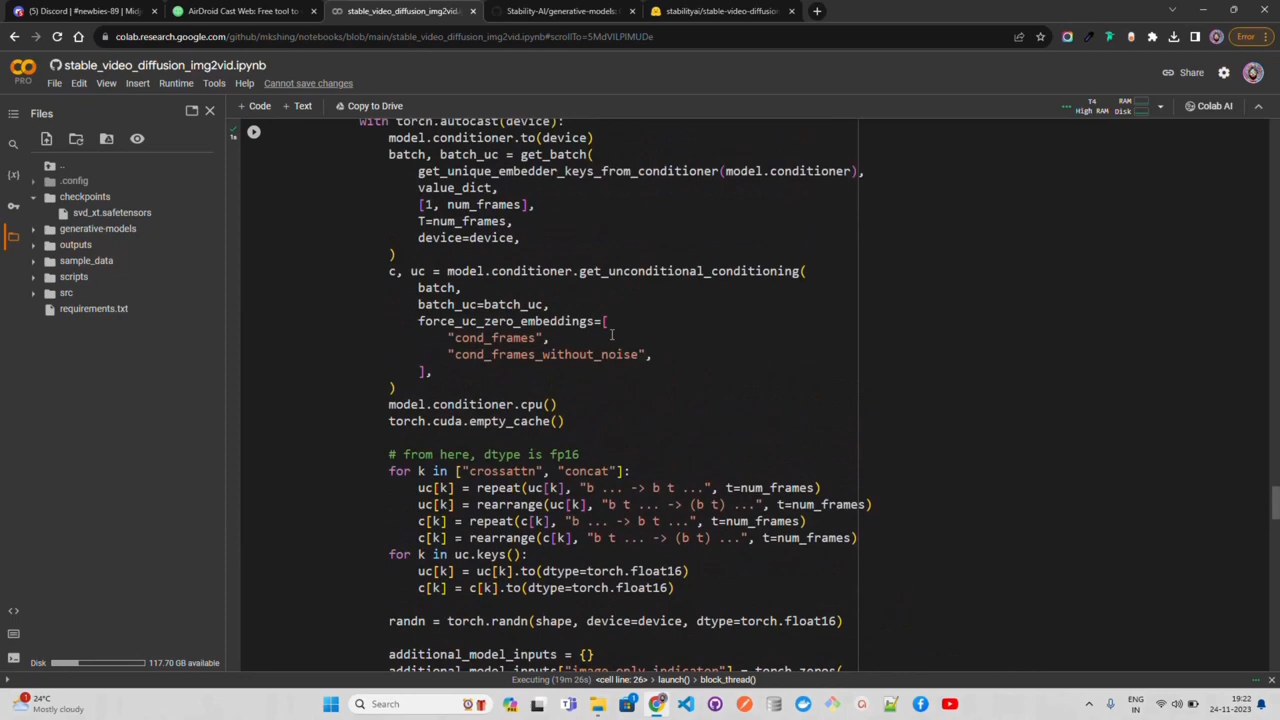 (5) Discord | #newbies-89 | Midj
AirDroid Cast Web: Free tool to c
stable_video_diffusion_img2vid.i
Stability-AI/generative-models:
stabilityai/stable-video-diffusion
colab.research.google.com/github/mkshing/notebooks/blob/main/stable_video_diffusion_img2vid.ipynb#scrollTo=5MdVILPIMUDe
Error
PRO
stable_video_diffusion_img2vid.ipynb
Share
File Edit View Insert Runtime Tools Help Cannot save changes
Files
+ Code + Text Copy to Drive
T4 RAM
High RAM Disk
Colab AI
..
.config
checkpoints
svd_xt.safetensors
generative-models
outputs
sample_data
scripts
src
requirements.txt
1s
with torch.autocast(device):
model.conditioner.to(device)
batch, batch_uc = get_batch(
get_unique_embedder_keys_from_conditioner(model.conditioner),
value_dict,
[1, num_frames],
T=num_frames,
device=device,
)
c, uc = model.conditioner.get_unconditional_conditioning(
batch,
batch_uc=batch_uc,
force_uc_zero_embeddings=[
"cond_frames",
"cond_frames_without_noise",
],
)
model.conditioner.cpu()
torch.cuda.empty_cache()
# from here, dtype is fp16
for k in ["crossattn", "concat"]:
uc[k] = repeat(uc[k], "b ... -> b t ...", t=num_frames)
uc[k] = rearrange(uc[k], "b t ... -> (b t) ...", t=num_frames)
c[k] = repeat(c[k], "b ... -> b t ...", t=num_frames)
c[k] = rearrange(c[k], "b t ... -> (b t) ...", t=num_frames)
for k in uc.keys():
uc[k] = uc[k].to(dtype=torch.float16)
c[k] = c[k].to(dtype=torch.float16)
randn = torch.randn(shape, device=device, dtype=torch.float16)
additional_model_inputs = {}
additional_model_inputs["image_only_indicator"] = torch.zeros(
Disk 117.70 GB available
Executing (19m 26s) <cell line: 26> launch() block_thread()
24°C
Mostly cloudy
Search
ENG
IN
19:22
24-11-2023